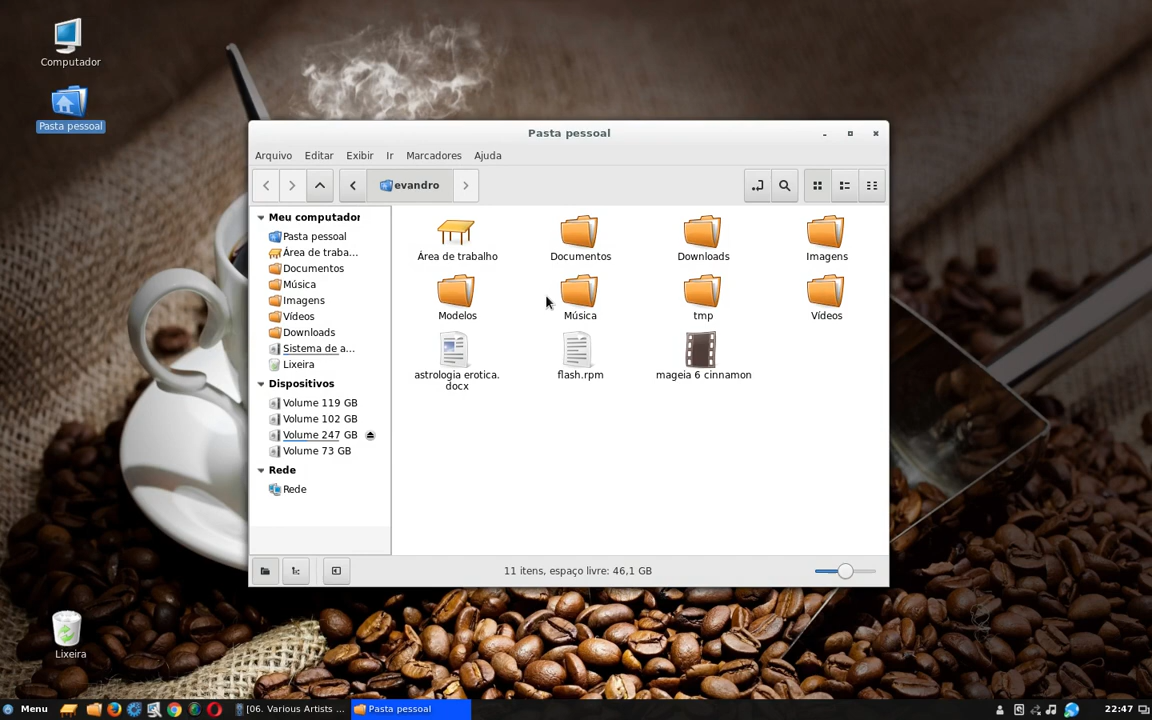 Computador
Pasta pessoal
Pasta pessoal
Arquivo Editar Exibir Ir Marcadores Ajuda
evandro
Meu computador
Pasta pessoal
Área de traba...
Documentos
Música
Imagens
Vídeos
Downloads
Sistema de a...
Lixeira
Dispositivos
Volume 119 GB
Volume 102 GB
Volume 247 GB
Volume 73 GB
Rede
Rede
Área de trabalho Documentos Downloads Imagens
Modelos Música tmp Vídeos
astrologia erotica.
docx
flash.rpm
mageia 6 cinnamon
11 itens, espaço livre: 46,1 GB
Lixeira
Menu [06. Various Artists ... Pasta pessoal 22:47